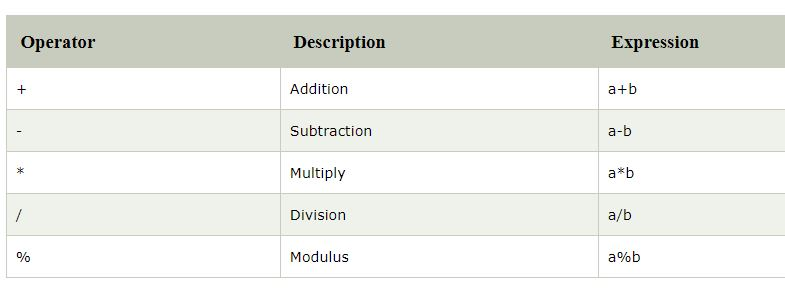 Operator Description Expression
+ Addition a+b
- Subtraction a-b
* Multiply a*b
/ Division a/b
% Modulus a%b